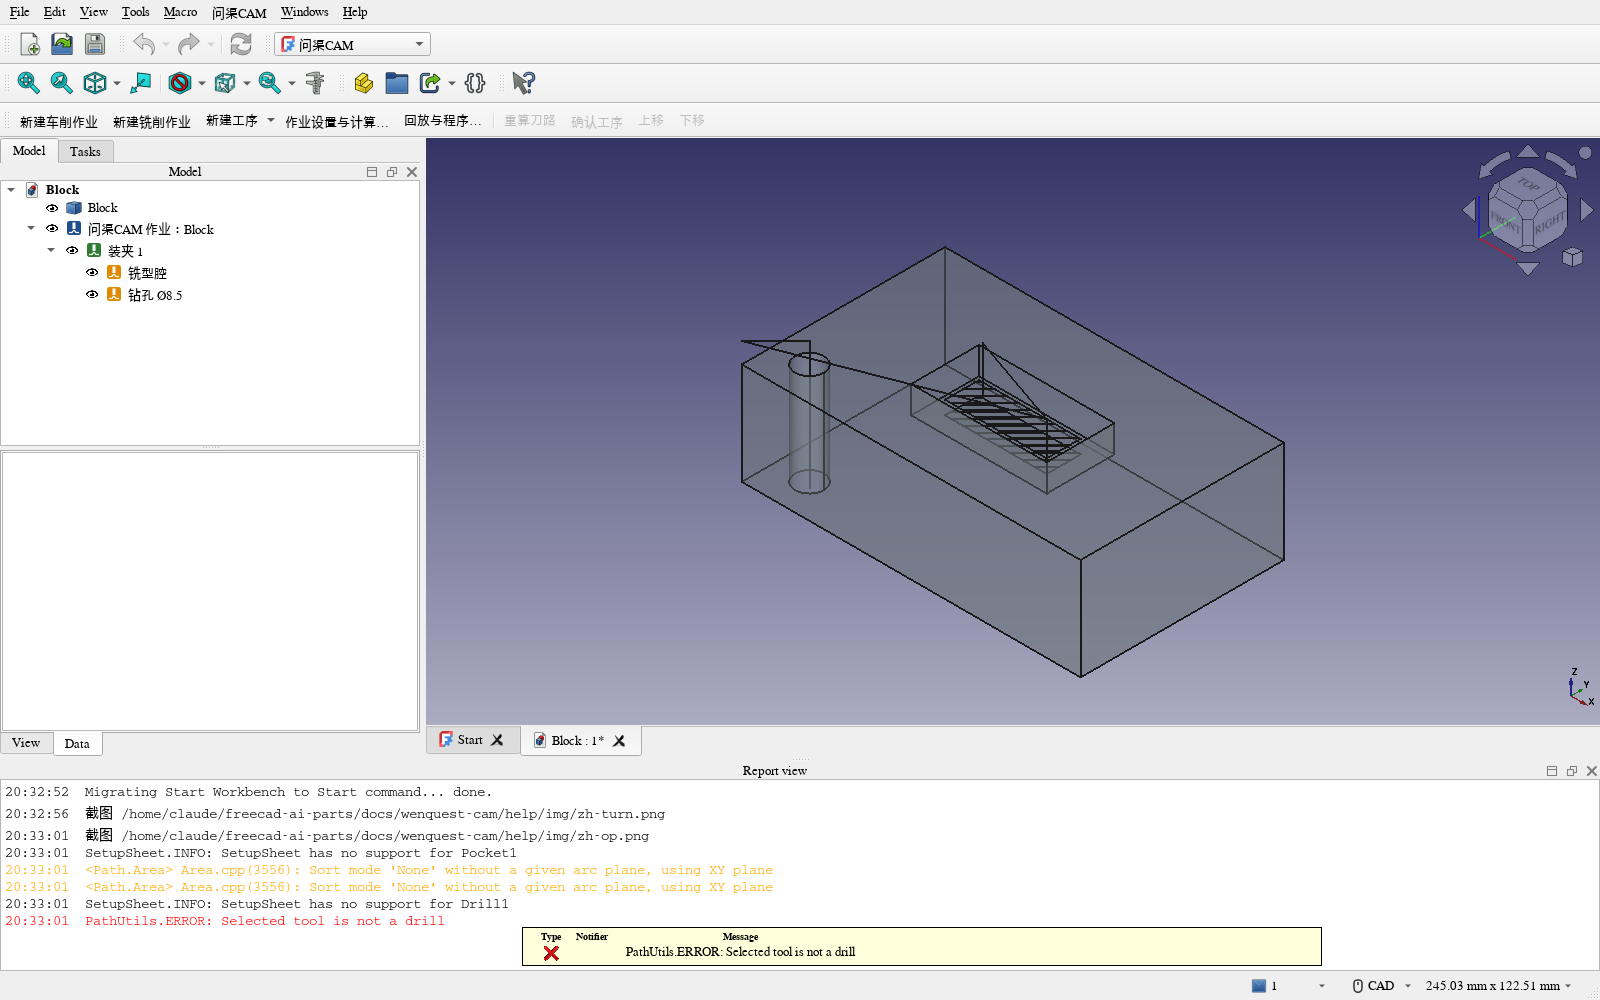 File Edit View Tools Macro 问渠CAM Windows Help
问渠CAM
新建车削作业 新建铣削作业 新建工序 作业设置与计算... 回放与程序... 重算刀路 确认工序 上移 下移
Model Tasks
Model
Block
Block
问渠CAM 作业：Block
装夹 1
铣型腔
钻孔 Ø8.5
TOP
FRONT RIGHT
Z
Y
X
View Data
Start Block : 1*
Report view
20:32:52 Migrating Start Workbench to Start command... done.
20:32:56 截图 /home/claude/freecad-ai-parts/docs/wenquest-cam/help/img/zh-turn.png
20:33:01 截图 /home/claude/freecad-ai-parts/docs/wenquest-cam/help/img/zh-op.png
20:33:01 SetupSheet.INFO: SetupSheet has no support for Pocket1
20:33:01 <Path.Area> Area.cpp(3556): Sort mode 'None' without a given arc plane, using XY plane
20:33:01 <Path.Area> Area.cpp(3556): Sort mode 'None' without a given arc plane, using XY plane
20:33:01 SetupSheet.INFO: SetupSheet has no support for Drill1
20:33:01 PathUtils.ERROR: Selected tool is not a drill
Type Notifier Message
PathUtils.ERROR: Selected tool is not a drill
1 CAD 245.03 mm x 122.51 mm